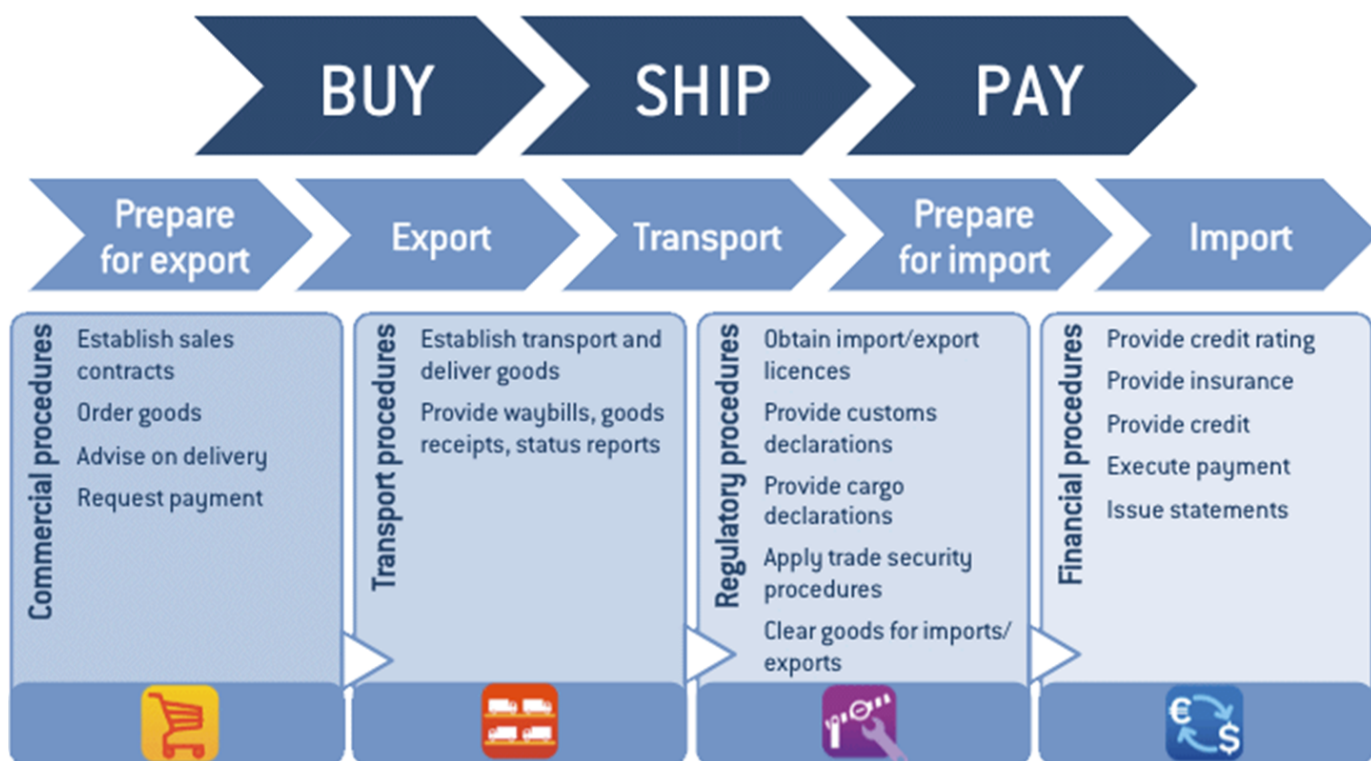 BUY
SHIP
PAY
Prepare
for export
Export
Transport
Prepare
for import
Import
Commercial procedures
Establish sales
contracts
Order goods
Advise on delivery
Request payment
Transport procedures
Establish transport and
deliver goods
Provide waybills, goods
receipts, status reports
Regulatory procedures
Obtain import/export
licences
Provide customs
declarations
Provide cargo
declarations
Apply trade security
procedures
Clear goods for imports/
exports
Financial procedures
Provide credit rating
Provide insurance
Provide credit
Execute payment
Issue statements
€
$